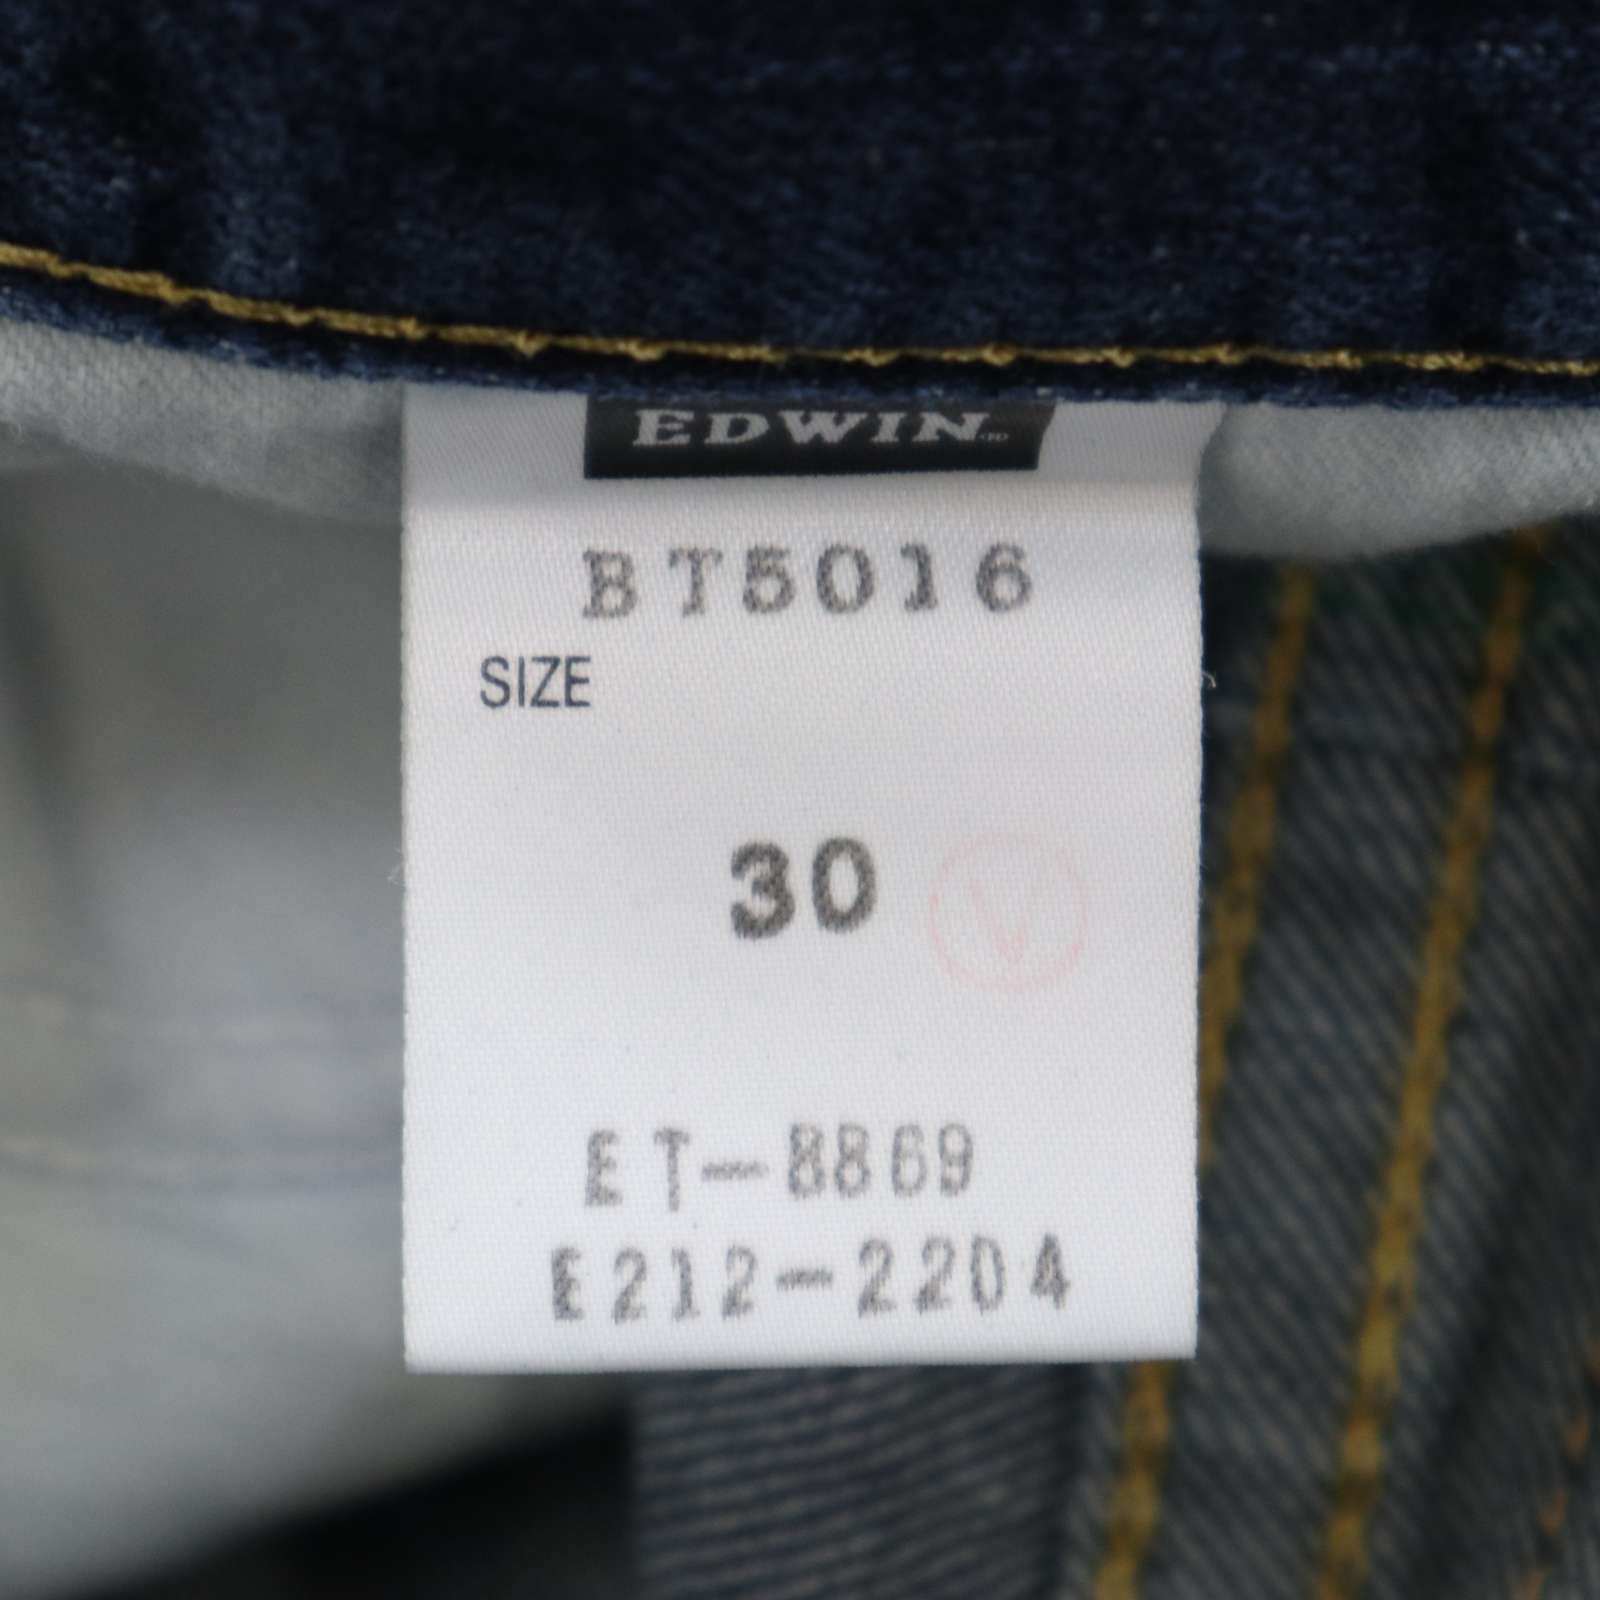 EDWIN
BT5016
SIZE
30
ET-8869
E212-2204